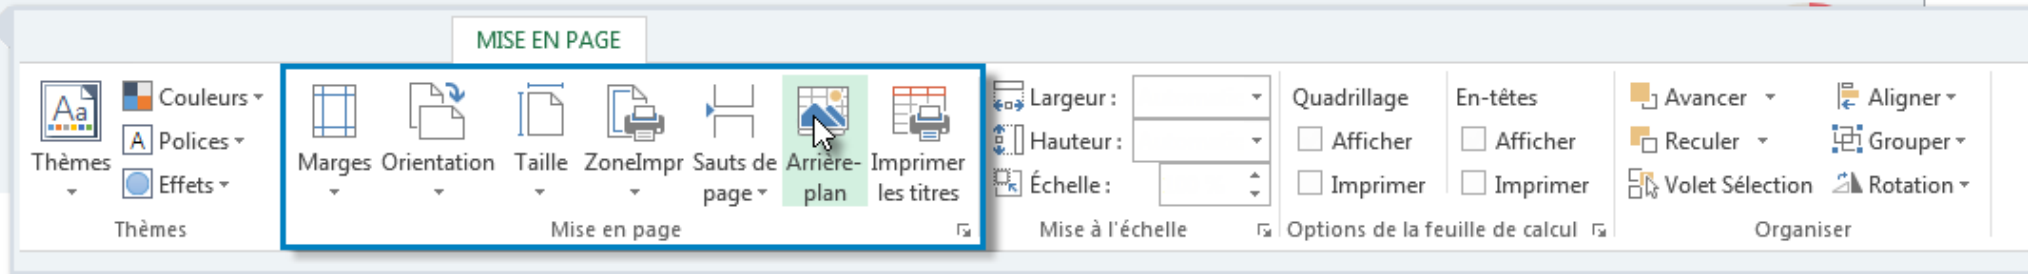 MISE EN PAGE
Aa
Thèmes
Couleurs
A Polices
Effets
Thèmes
Marges
Orientation
Taille
ZoneImpr
Sauts de
page
Arrière-
plan
Imprimer
les titres
Mise en page
Largeur :
Hauteur :
Échelle :
Mise à l'échelle
Quadrillage
Afficher
Imprimer
En-têtes
Afficher
Imprimer
Options de la feuille de calcul
Avancer
Reculer
Volet Sélection
Aligner
Grouper
Rotation
Organiser